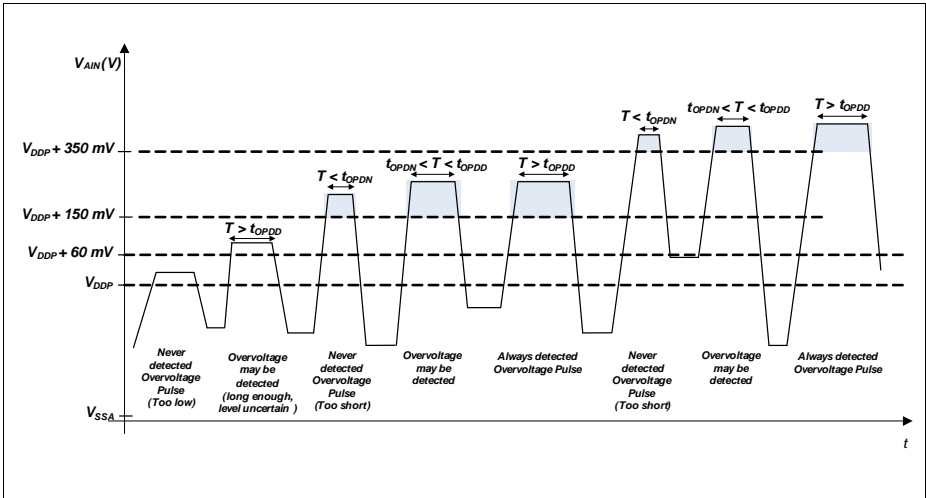 V_AIN (V)
T < t_OPDN
t_OPDN < T < t_OPDD
T > t_OPDD
V_DDP + 350 mV
T < t_OPDN
t_OPDN < T < t_OPDD
T > t_OPDD
V_DDP + 150 mV
T > t_OPDD
V_DDP + 60 mV
V_DDP
Never
detected
Overvoltage
Pulse
(Too low)
Overvoltage
may be
detected
(long enough,
level uncertain )
Never
detected
Overvoltage
Pulse
(Too short)
Overvoltage
may be
detected
Always detected
Overvoltage Pulse
Never
detected
Overvoltage
Pulse
(Too short)
Overvoltage
may be
detected
Always detected
Overvoltage Pulse
V_SSA
t